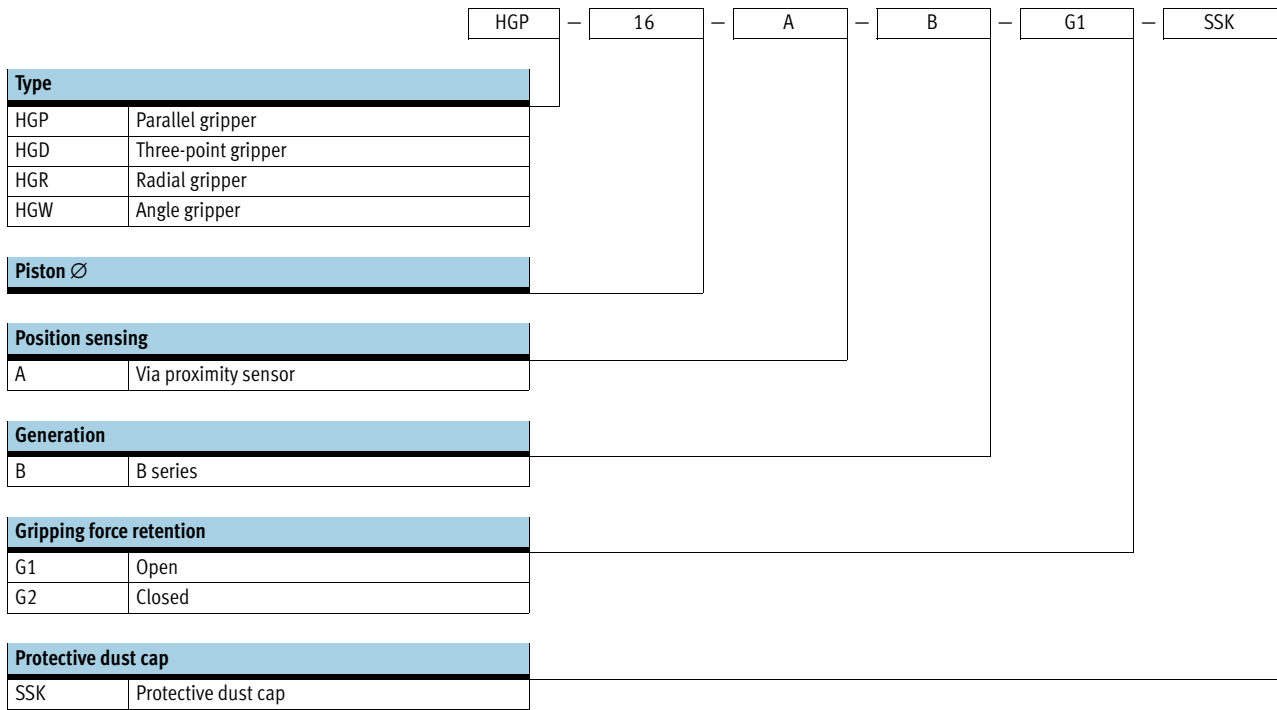 HGP – 16 – A – B – G1 – SSK
Type
HGP Parallel gripper
HGD Three-point gripper
HGR Radial gripper
HGW Angle gripper
Piston ∅
Position sensing
A Via proximity sensor
Generation
B B series
Gripping force retention
G1 Open
G2 Closed
Protective dust cap
SSK Protective dust cap